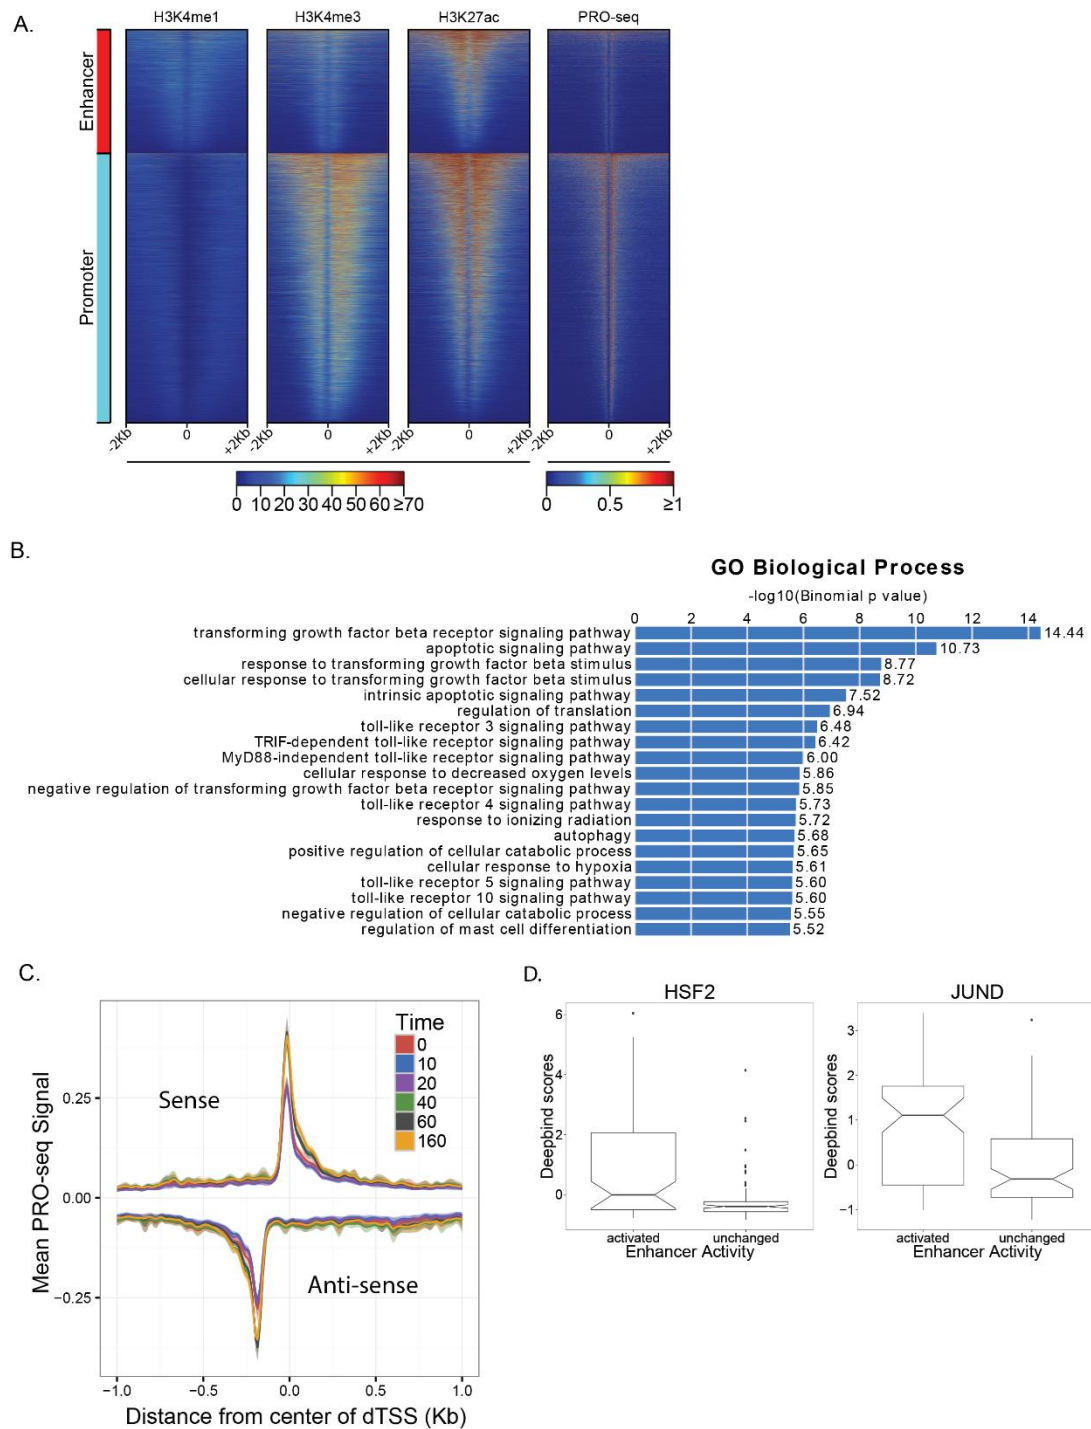 A.
H3K4me1 H3K4me3 H3K27ac PRO-seq
Enhancer
Promoter
-2Kb 0 +2Kb -2Kb 0 +2Kb -2Kb 0 +2Kb -2Kb 0 +2Kb
0 10 20 30 40 50 60 ≥70 0 0.5 ≥1
B.
GO Biological Process
-log10(Binomial p value)
0 2 4 6 8 10 12 14
transforming growth factor beta receptor signaling pathway 14.44
apoptotic signaling pathway 10.73
response to transforming growth factor beta stimulus 8.77
cellular response to transforming growth factor beta stimulus 8.72
intrinsic apoptotic signaling pathway 7.52
regulation of translation 6.94
toll-like receptor 3 signaling pathway 6.48
TRIF-dependent toll-like receptor signaling pathway 6.42
MyD88-independent toll-like receptor signaling pathway 6.00
cellular response to decreased oxygen levels 5.86
negative regulation of transforming growth factor beta receptor signaling pathway 5.85
toll-like receptor 4 signaling pathway 5.73
response to ionizing radiation 5.72
autophagy 5.68
positive regulation of cellular catabolic process 5.65
cellular response to hypoxia 5.61
toll-like receptor 5 signaling pathway 5.60
toll-like receptor 10 signaling pathway 5.60
negative regulation of cellular catabolic process 5.55
regulation of mast cell differentiation 5.52
C.
Mean PRO-seq Signal
0.25
0.00
−0.25
Sense
Anti-sense
Time
0
10
20
40
60
160
−1.0 −0.5 0.0 0.5 1.0
Distance from center of dTSS (Kb)
D.
HSF2
Deepbind scores
6
4
2
0
activated unchanged
Enhancer Activity
JUND
Deepbind scores
3
2
1
0
−1
activated unchanged
Enhancer Activity